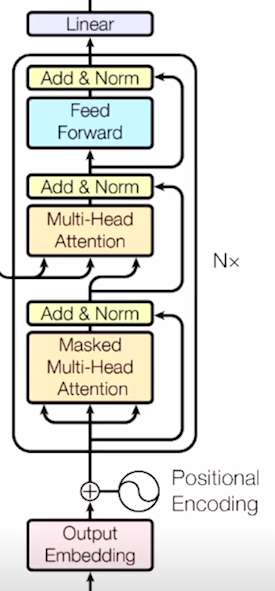 Linear
Add & Norm
Feed
Forward
Add & Norm
Multi-Head
Attention
N×
Add & Norm
Masked
Multi-Head
Attention
Positional
Encoding
Output
Embedding